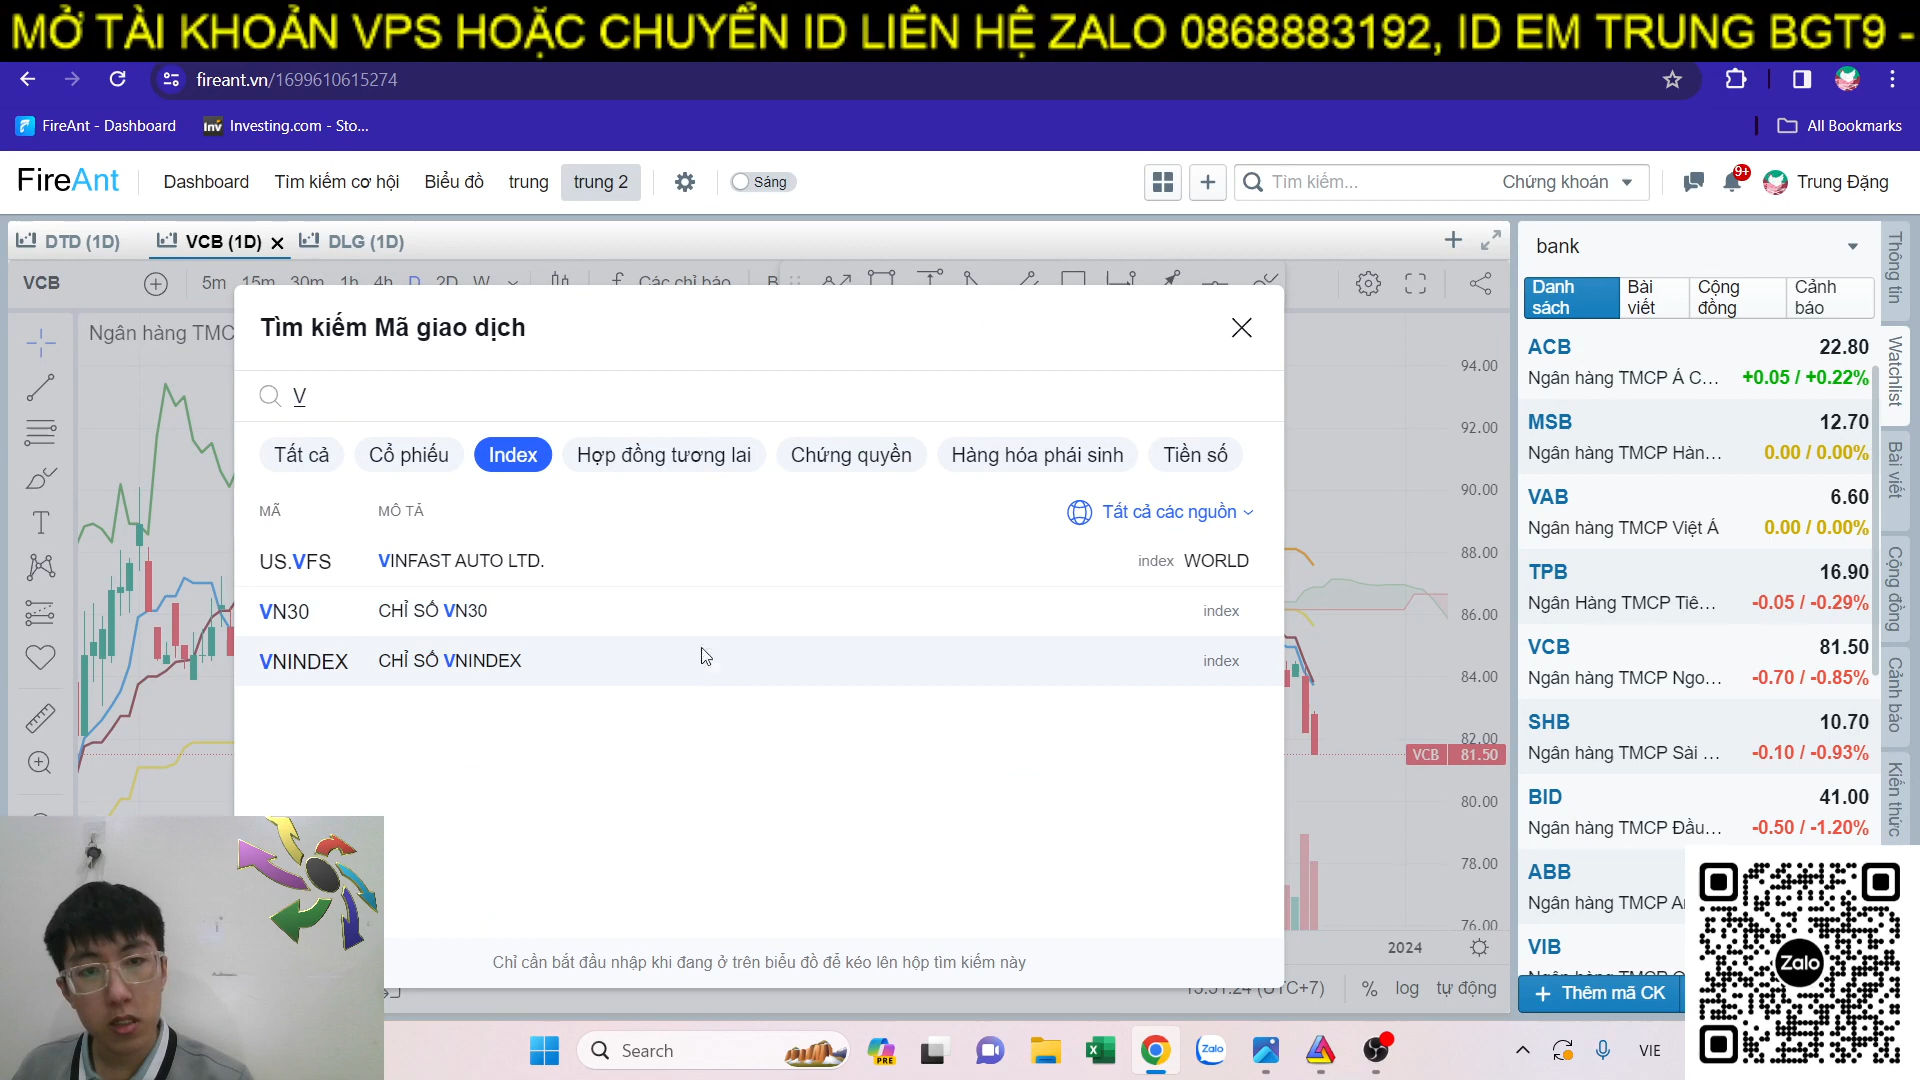 MỞ TÀI KHOẢN VPS HOẶC CHUYỂN ID LIÊN HỆ ZALO 0868883192, ID EM TRUNG BGT9 -
fireant.vn/1699610615274
FireAnt - Dashboard
Investing.com - Sto...
All Bookmarks
FireAnt
Dashboard
Tìm kiếm cơ hội
Biểu đồ
trung
trung 2
Sáng
Tìm kiếm...
Chứng khoán
9+
Trung Đặng
DTD (1D)
VCB (1D)
DLG (1D)
VCB
5m 15m 30m 1h 4h D 2D W
Các chỉ báo
Ngân hàng TMC
Tìm kiếm Mã giao dịch
V
Tất cả
Cổ phiếu
Index
Hợp đồng tương lai
Chứng quyền
Hàng hóa phái sinh
Tiền số
MÃ
MÔ TẢ
Tất cả các nguồn
US.VFS VINFAST AUTO LTD. index WORLD
VN30 CHỈ SỐ VN30 index
VNINDEX CHỈ SỐ VNINDEX index
Chỉ cần bắt đầu nhập khi đang ở trên biểu đồ để kéo lên hộp tìm kiếm này
94.00
92.00
90.00
88.00
86.00
84.00
82.00
VCB 81.50
80.00
78.00
76.00
2024
15:51:24 (UTC+7)
% log tự động
bank
Danh sách
Bài viết
Cộng đồng
Cảnh báo
ACB 22.80
Ngân hàng TMCP Á C... +0.05 / +0.22%
MSB 12.70
Ngân hàng TMCP Hàn... 0.00 / 0.00%
VAB 6.60
Ngân hàng TMCP Việt Á 0.00 / 0.00%
TPB 16.90
Ngân Hàng TMCP Tiê... -0.05 / -0.29%
VCB 81.50
Ngân hàng TMCP Ngo... -0.70 / -0.85%
SHB 10.70
Ngân hàng TMCP Sài ... -0.10 / -0.93%
BID 41.00
Ngân hàng TMCP Đầu... -0.50 / -1.20%
ABB
Ngân hàng TMCP
VIB
Ngân hàng TMCP
+ Thêm mã CK
Thông tin
Watchlist
Bài viết
Cộng đồng
Cảnh báo
Kiến thức
Zalo
Search
PRE
Zalo
VIE